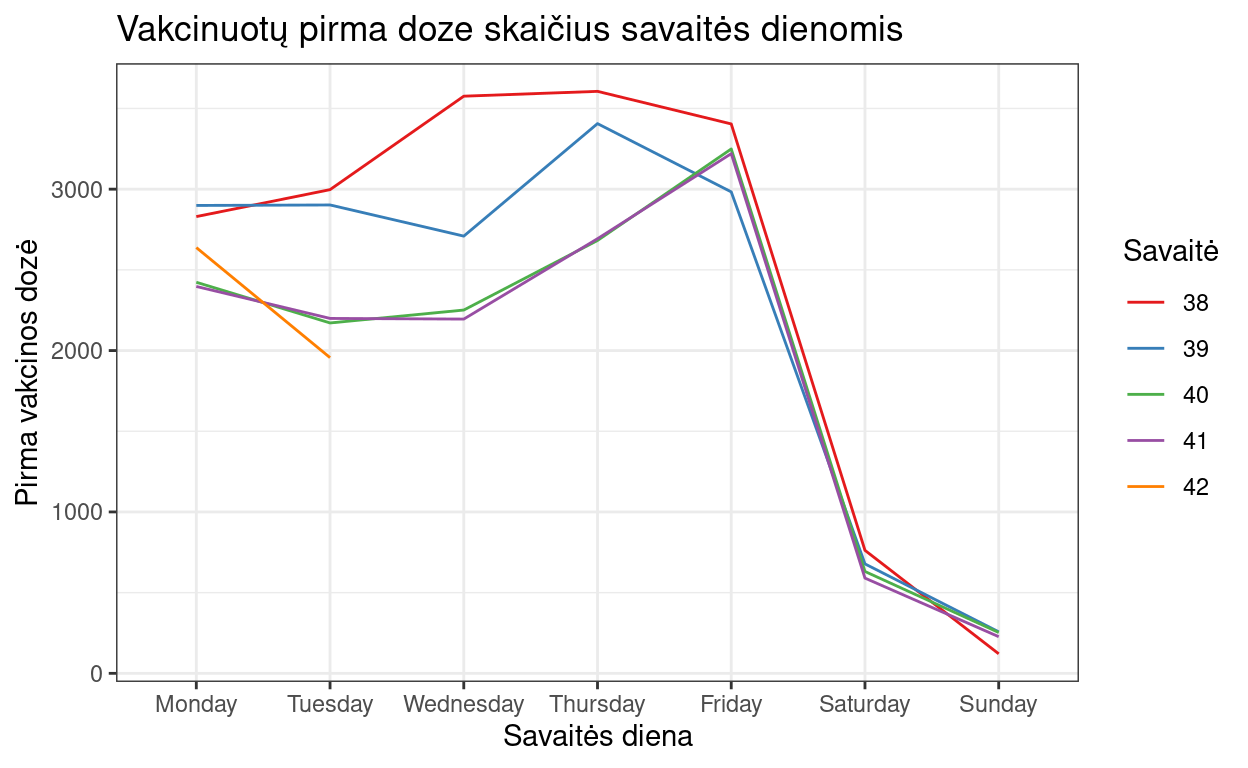 Vakcinuotų pirma doze skaičius savaitės dienomis
Pirma vakcinos dozė
3000
2000
1000
0
Monday
Tuesday
Wednesday
Thursday
Friday
Saturday
Sunday
Savaitės diena
Savaitė
38
39
40
41
42